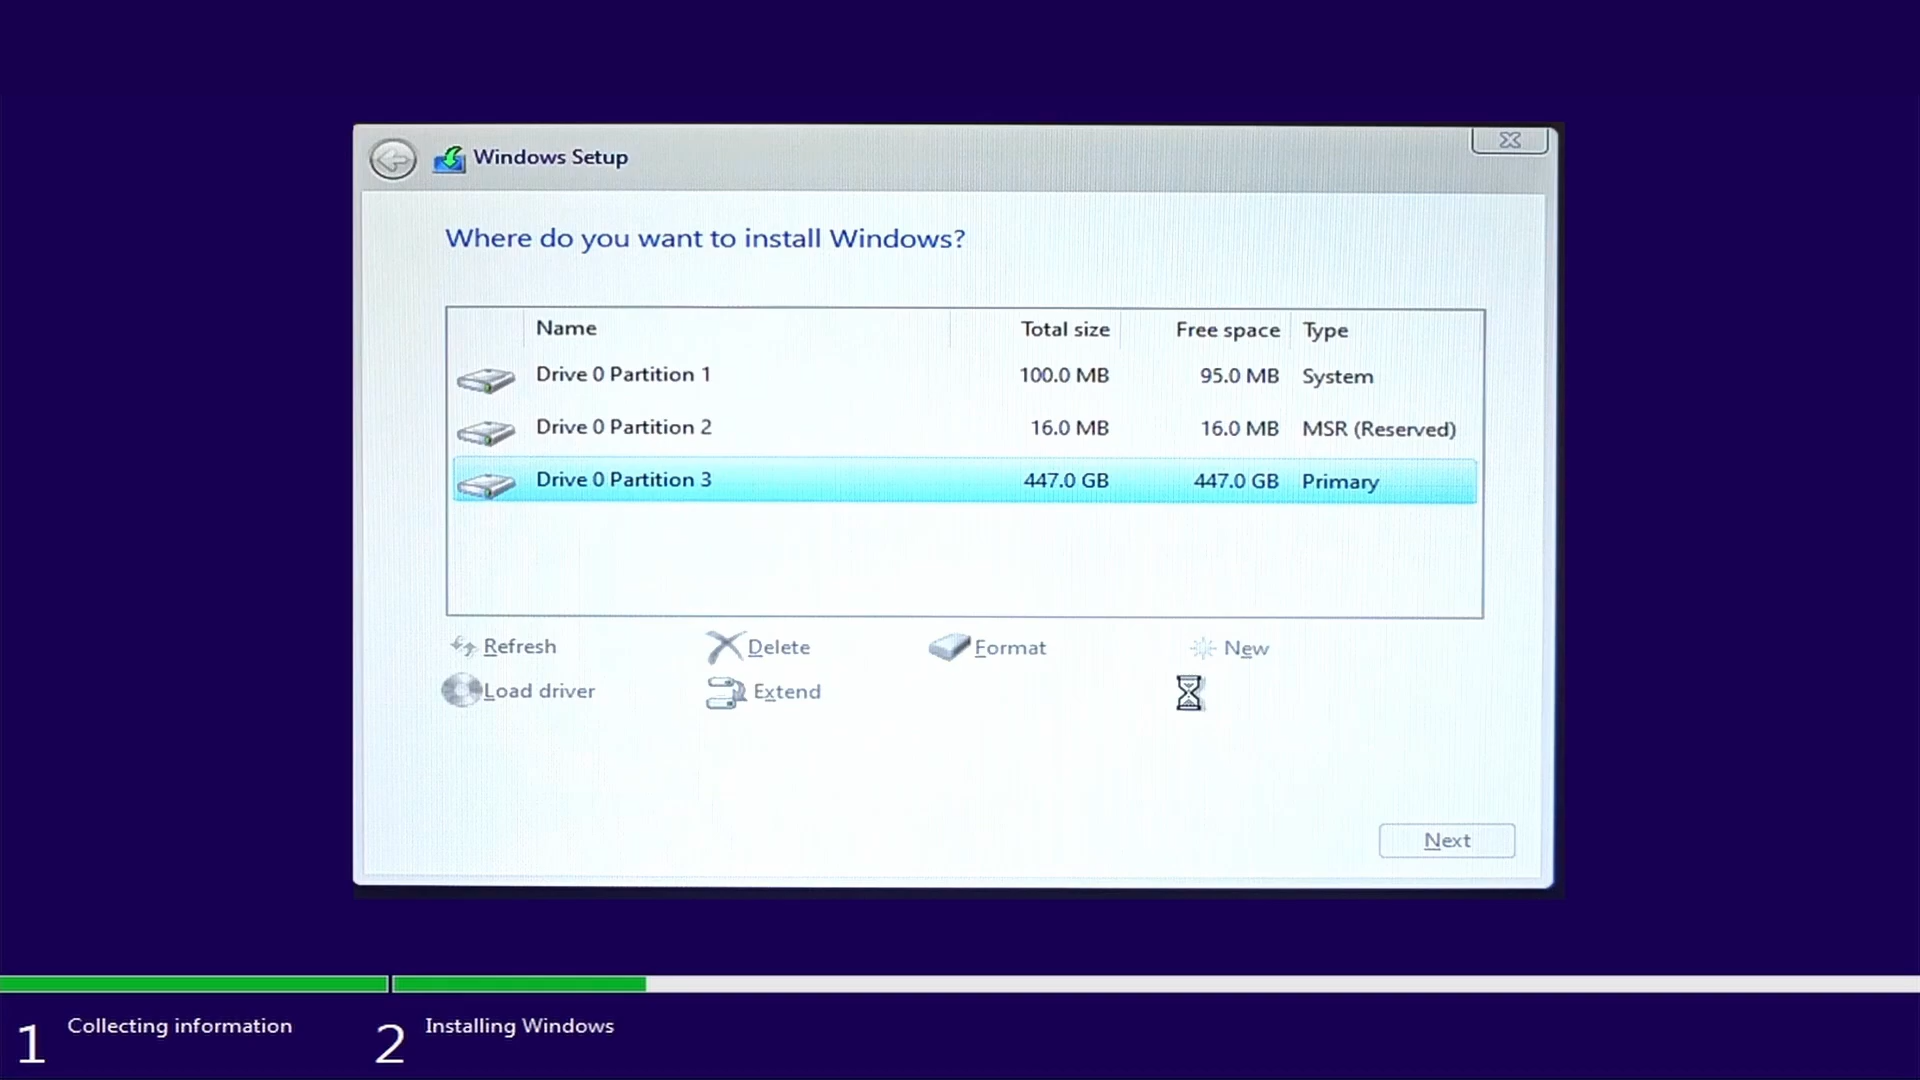 Windows Setup
Where do you want to install Windows?
Name Total size Free space Type
Drive 0 Partition 1 100.0 MB 95.0 MB System
Drive 0 Partition 2 16.0 MB 16.0 MB MSR (Reserved)
Drive 0 Partition 3 447.0 GB 447.0 GB Primary
Refresh Delete Format New
Load driver Extend
Next
1 Collecting information 2 Installing Windows